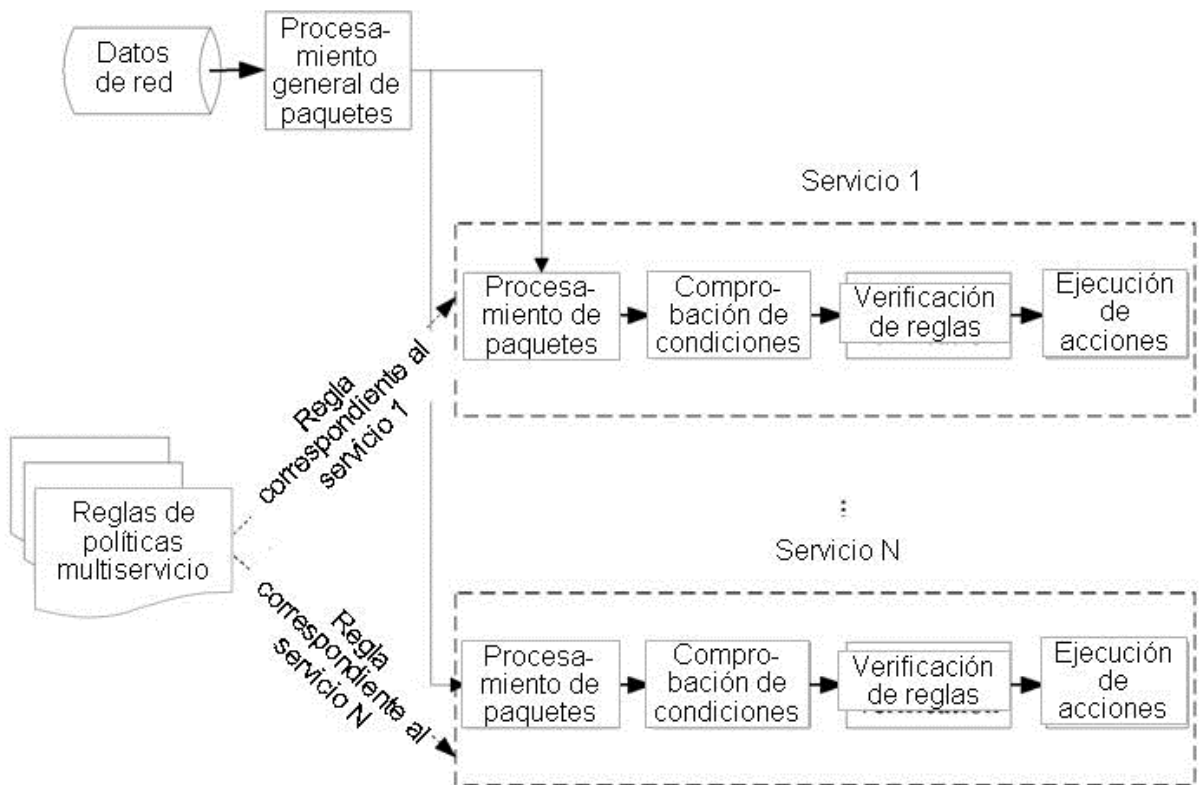 Datos
de red
Procesa-
miento
general de
paquetes
Servicio 1
Procesa-
miento de
paquetes
Compro-
bación de
condiciones
Verificación
de reglas
Ejecución
de
acciones
Regla
correspondiente al
servicio 1
Reglas de
políticas
multiservicio
Regla
correspondiente al
servicio N
Servicio N
Procesa-
miento de
paquetes
Compro-
bación de
condiciones
Verificación
de reglas
Ejecución
de
acciones